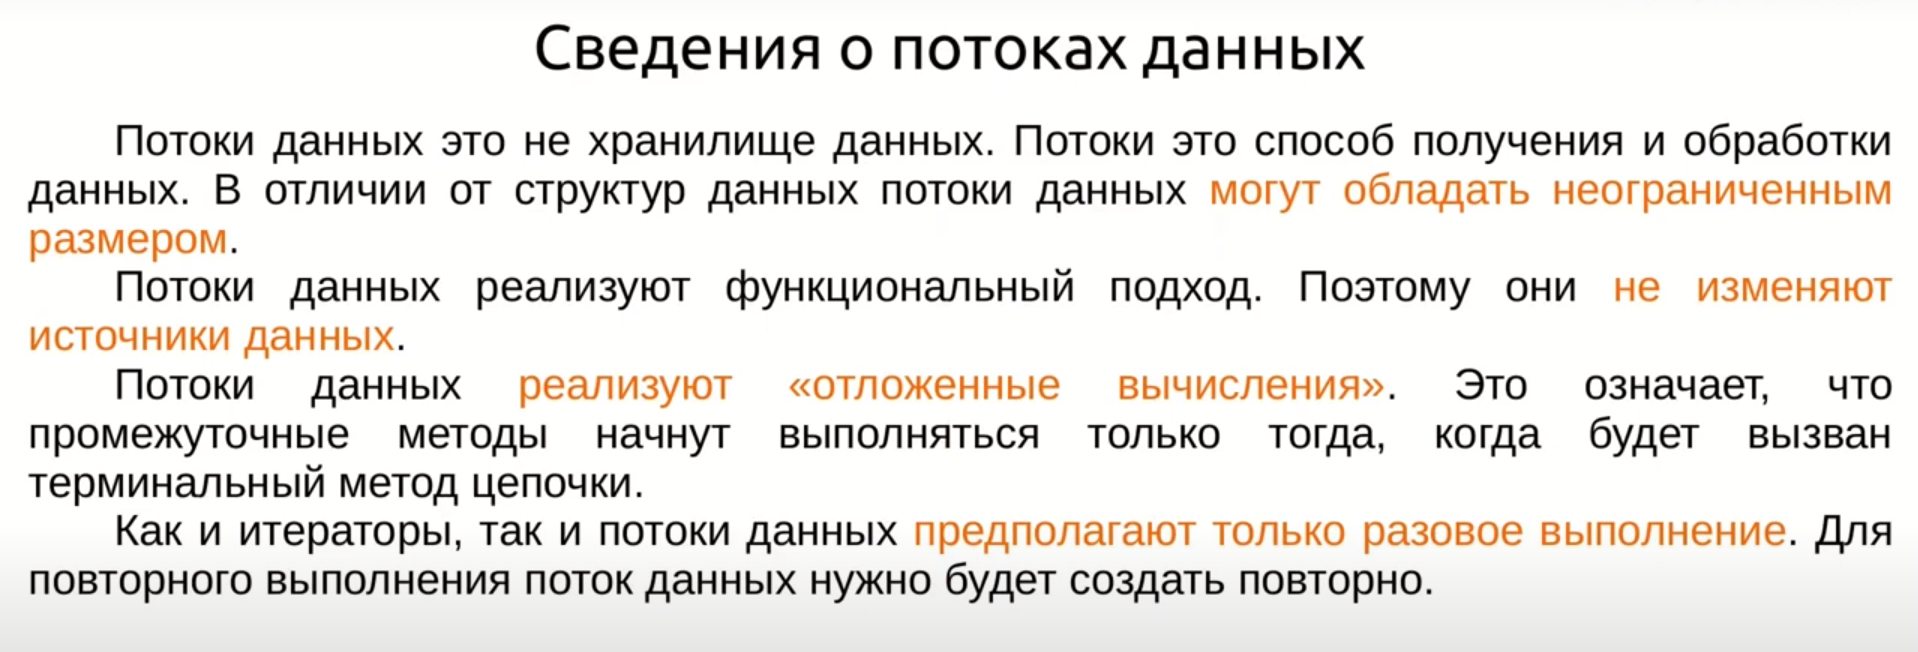 Сведения о потоках данных
Потоки данных это не хранилище данных. Потоки это способ получения и обработки
данных. В отличии от структур данных потоки данных могут обладать неограниченным
размером.
Потоки данных реализуют функциональный подход. Поэтому они не изменяют
источники данных.
Потоки данных реализуют «отложенные вычисления». Это означает, что
промежуточные методы начнут выполняться только тогда, когда будет вызван
терминальный метод цепочки.
Как и итераторы, так и потоки данных предполагают только разовое выполнение. Для
повторного выполнения поток данных нужно будет создать повторно.